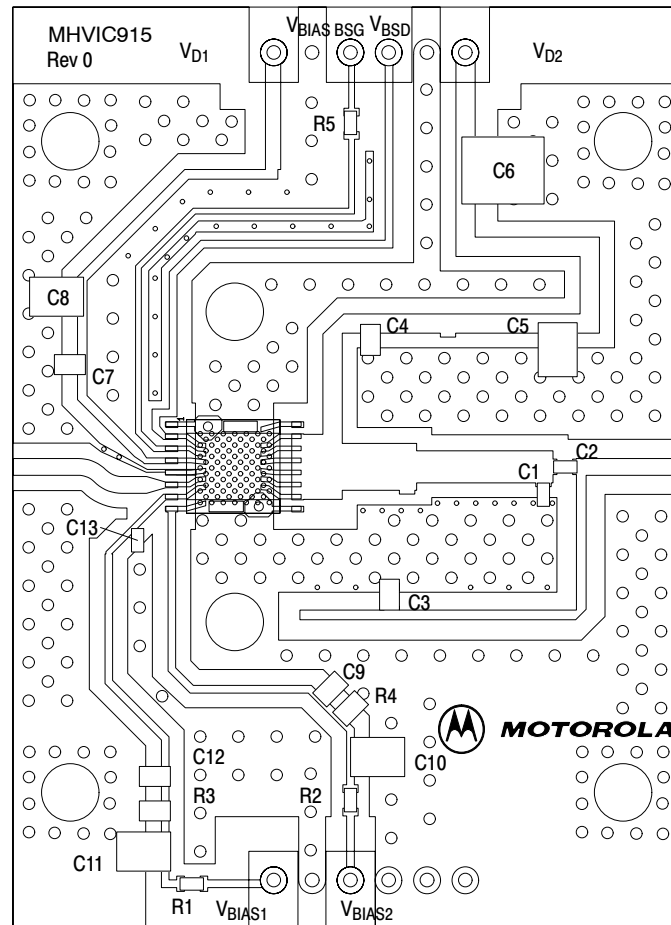 MHVIC915
Rev 0
VD1
VBIAS BSG VBSD
VD2
R5
C6
C8
C7
C4
C5
C1
C2
C13
C3
C9
R4
MOTOROLA
C12
R3
R2
C10
C11
R1
VBIAS1
VBIAS2